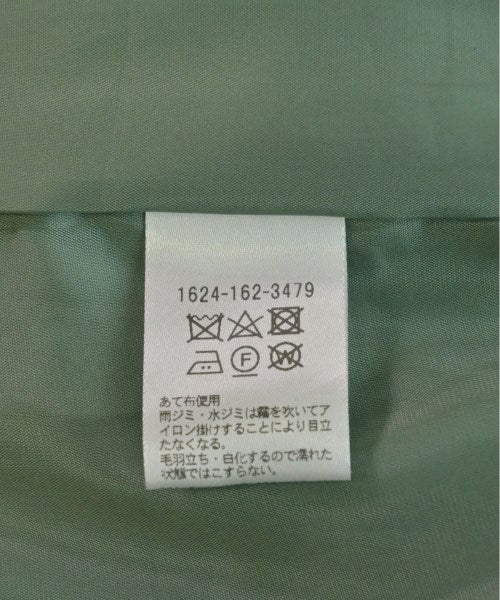 1624-162-3479
F W
あて布使用
雨ジミ・水ジミは霧を吹いてア
イロン掛けすることにより目立
たなくなる。
毛羽立ち・白化するので濡れた
状態ではこすらない。